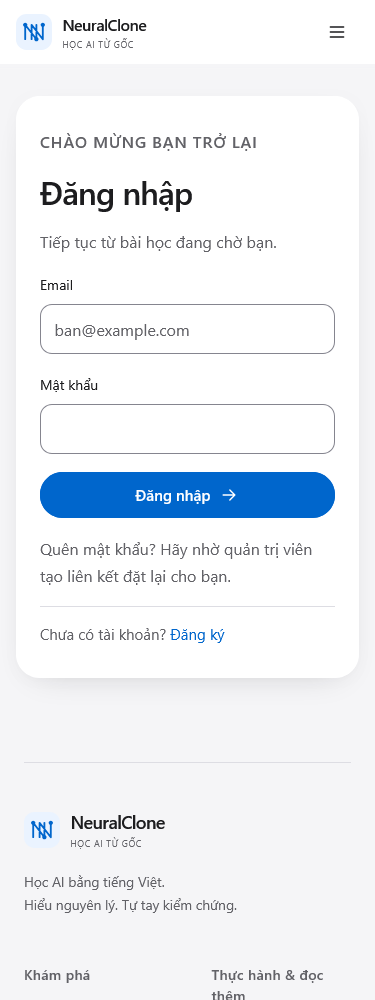 NeuralClone
HỌC AI TỪ GỐC
CHÀO MỪNG BẠN TRỞ LẠI
Đăng nhập
Tiếp tục từ bài học đang chờ bạn.
Email
ban@example.com
Mật khẩu
Đăng nhập →
Quên mật khẩu? Hãy nhờ quản trị viên
tạo liên kết đặt lại cho bạn.
Chưa có tài khoản? Đăng ký
NeuralClone
HỌC AI TỪ GỐC
Học AI bằng tiếng Việt.
Hiểu nguyên lý. Tự tay kiểm chứng.
Khám phá
Thực hành & đọc
thêm